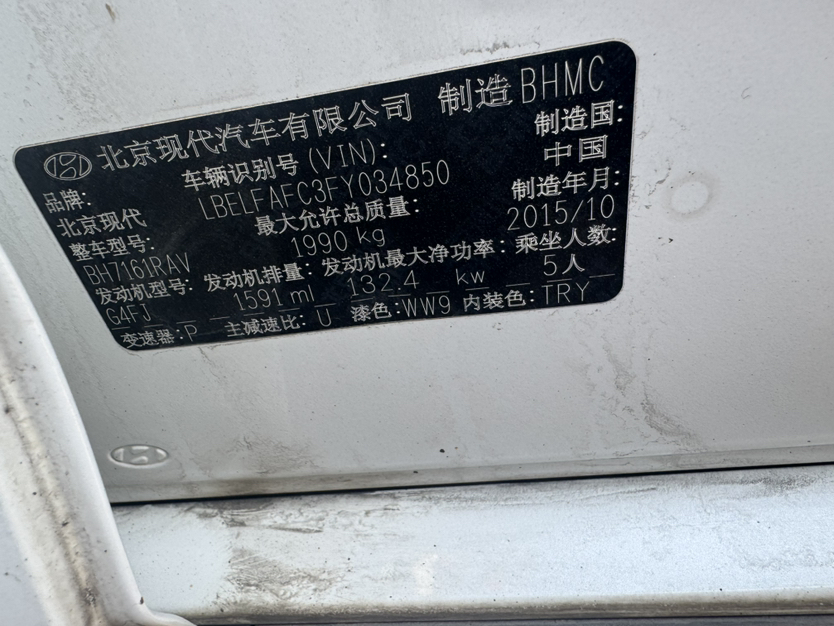 北京现代汽车有限公司 制造 BHMC
品牌: 车辆识别号(VIN): 制造国:
北京现代 LBELFAFC3FY034850 中国
整车型号: 最大允许总质量: 制造年月:
BH7161RAV 1990 kg 2015/10
发动机型号: 发动机排量: 发动机最大净功率: 乘坐人数:
G4FJ 1591 ml 132.4 kw 5人
变速器:P 主减速比: U 漆色:WW9 内装色:TRY